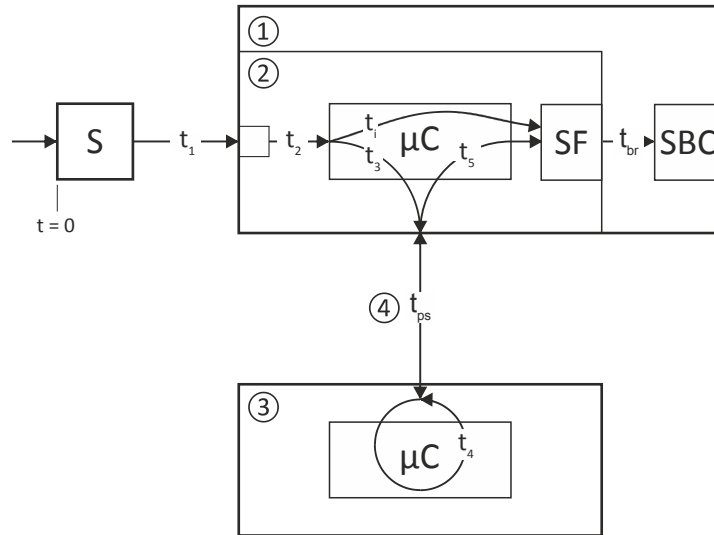 ①
②
S
t₁
t₂
tᵢ
μC
t₃
t₅
SF
t_br
SBC
t = 0
④ t_ps
③
μC
t₄